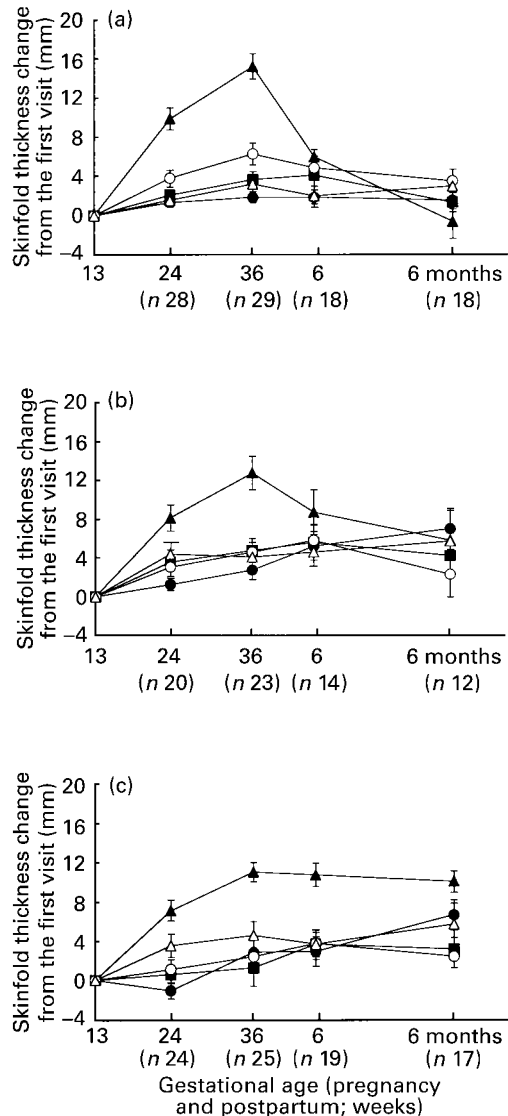 (a)
Skinfold thickness change
from the first visit (mm)
20
16
12
8
4
0
−4
13 24 36 6 6 months
(n 28) (n 29) (n 18) (n 18)
(b)
Skinfold thickness change
from the first visit (mm)
20
16
12
8
4
0
−4
13 24 36 6 6 months
(n 20) (n 23) (n 14) (n 12)
(c)
Skinfold thickness change
from the first visit (mm)
20
16
12
8
4
0
−4
13 24 36 6 6 months
(n 24) (n 25) (n 19) (n 17)
Gestational age (pregnancy
and postpartum; weeks)